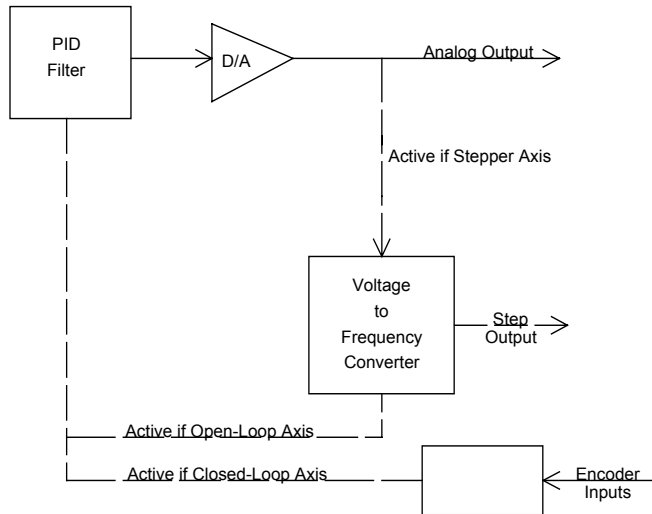 PID
Filter
D/A
Analog Output
Active if Stepper Axis
Voltage
to
Frequency
Converter
Step
Output
Active if Open-Loop Axis
Active if Closed-Loop Axis
Encoder
Inputs